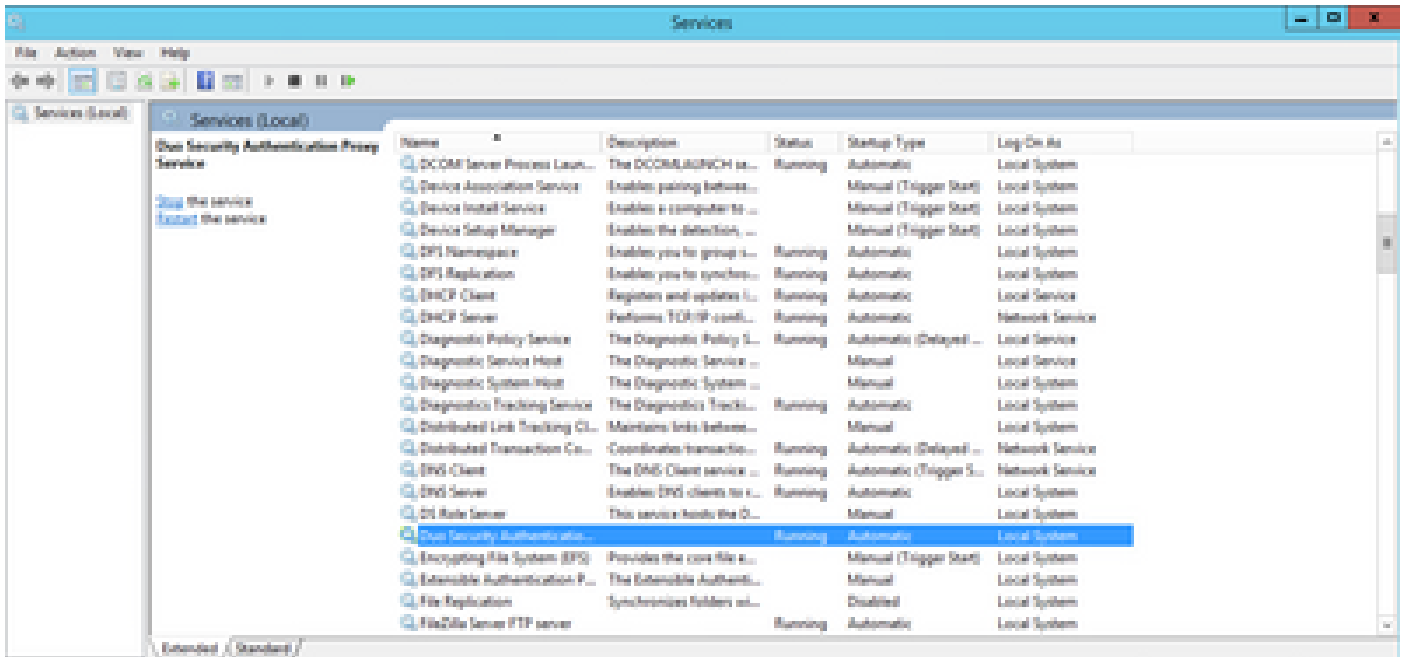 Services
File Action View Help
Services (Local)
Services (Local)
Duo Security Authentication Proxy Service
Stop the service
Restart the service
Name Description Status Startup Type Log On As
DCOM Server Process Laun... The DCOMLAUNCH se... Running Automatic Local System
Device Association Service Enables pairing betwee... Manual (Trigger Start) Local System
Device Install Service Enables a computer to ... Manual (Trigger Start) Local System
Device Setup Manager Enables the detection, ... Manual (Trigger Start) Local System
DFS Namespace Enables you to group s... Running Automatic Local System
DFS Replication Enables you to synchro... Running Automatic Local System
DHCP Client Registers and updates I... Running Automatic Local Service
DHCP Server Performs TCP/IP confi... Running Automatic Network Service
Diagnostic Policy Service The Diagnostic Policy S... Running Automatic (Delayed ... Local Service
Diagnostic Service Host The Diagnostic Service ... Manual Local Service
Diagnostic System Host The Diagnostic System ... Manual Local System
Diagnostics Tracking Service The Diagnostics Tracki... Running Automatic Local System
Distributed Link Tracking Cl... Maintains links betwee... Manual Local System
Distributed Transaction Co... Coordinates transactio... Running Automatic (Delayed ... Network Service
DNS Client The DNS Client service ... Running Automatic (Trigger S... Network Service
DNS Server Enables DNS clients to r... Running Automatic Local System
DS Role Server This service hosts the D... Manual Local System
Duo Security Authenticatio... Running Automatic Local System
Encrypting File System (EFS) Provides the core file e... Manual (Trigger Start) Local System
Extensible Authentication P... The Extensible Authenti... Manual Local System
File Replication Synchronizes folders wi... Disabled Local System
FileZilla Server FTP server Running Automatic Local System
Extended Standard